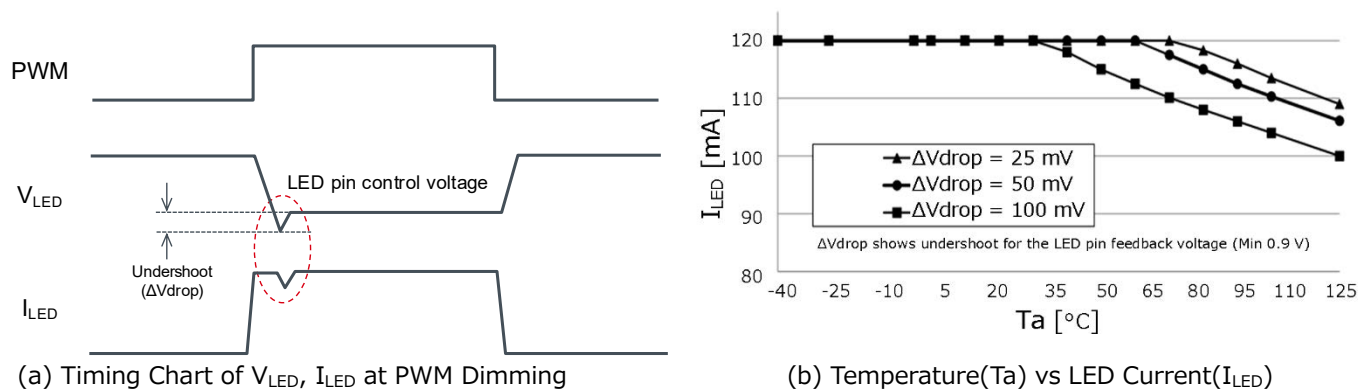 PWM
V_LED
LED pin control voltage
Undershoot
(ΔVdrop)
I_LED
(a) Timing Chart of V_LED, I_LED at PWM Dimming
I_LED [mA]
120
110
100
90
80
ΔVdrop = 25 mV
ΔVdrop = 50 mV
ΔVdrop = 100 mV
ΔVdrop shows undershoot for the LED pin feedback voltage (Min 0.9 V)
-40 -25 -10 5 20 35 50 65 80 95 105 125
Ta [°C]
(b) Temperature(Ta) vs LED Current(I_LED)